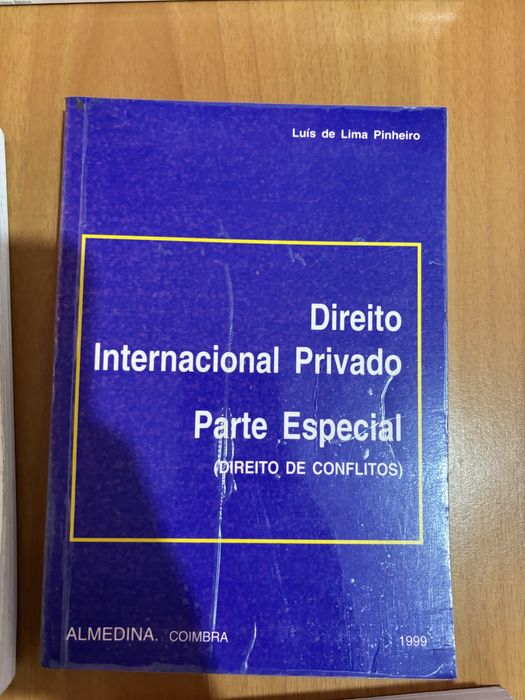 Luís de Lima Pinheiro
Direito
Internacional Privado
Parte Especial
(DIREITO DE CONFLITOS)
ALMEDINA. COIMBRA
1999